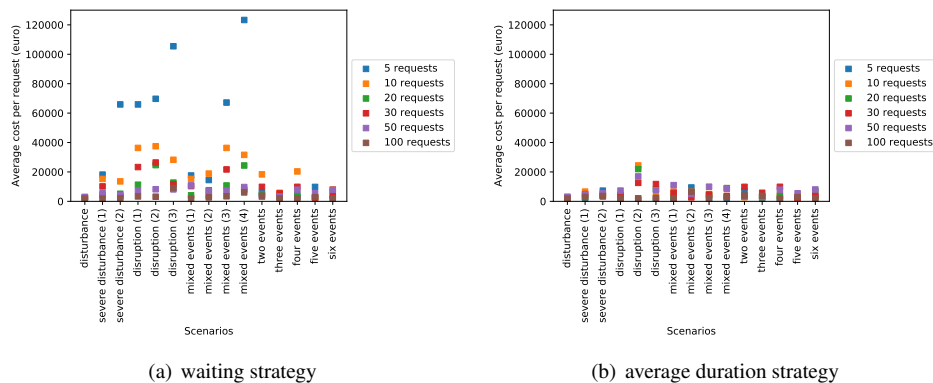 120000
100000
80000
60000
40000
20000
0
Average cost per request (euro)
disturbance
severe disturbance (1)
severe disturbance (2)
disruption (1)
disruption (2)
disruption (3)
mixed events (1)
mixed events (2)
mixed events (3)
mixed events (4)
two events
three events
four events
five events
six events
Scenarios
5 requests
10 requests
20 requests
30 requests
50 requests
100 requests
(a) waiting strategy
120000
100000
80000
60000
40000
20000
0
Average cost per request (euro)
disturbance
severe disturbance (1)
severe disturbance (2)
disruption (1)
disruption (2)
disruption (3)
mixed events (1)
mixed events (2)
mixed events (3)
mixed events (4)
two events
three events
four events
five events
six events
Scenarios
5 requests
10 requests
20 requests
30 requests
50 requests
100 requests
(b) average duration strategy